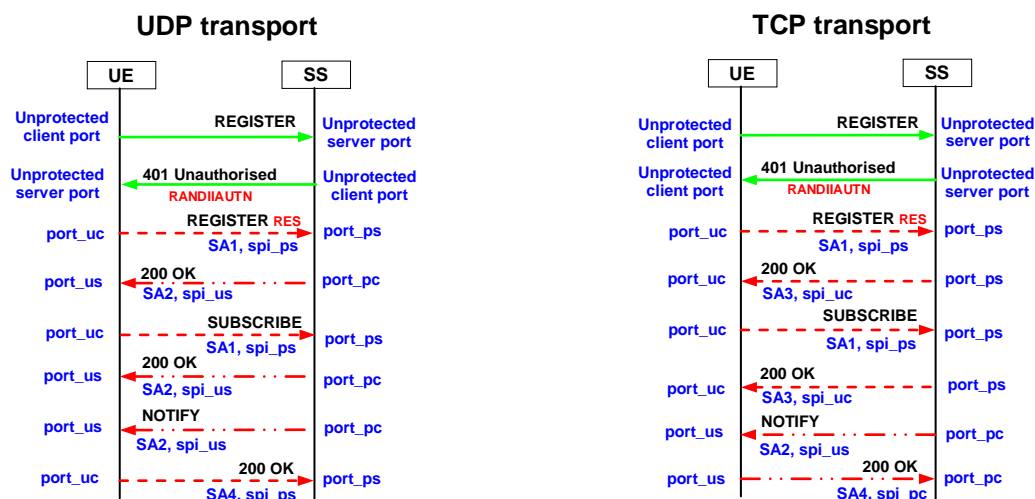 UDP transport
UE
SS
Unprotected
client port
REGISTER
Unprotected
server port
Unprotected
server port
401 Unauthorised
RANDIIAUTN
Unprotected
client port
port_uc
REGISTER RES
SA1, spi_ps
port_ps
port_us
200 OK
SA2, spi_us
port_pc
port_uc
SUBSCRIBE
SA1, spi_ps
port_ps
port_us
200 OK
SA2, spi_us
port_pc
port_us
NOTIFY
SA2, spi_us
port_pc
port_uc
200 OK
SA4, spi_ps
port_ps
TCP transport
UE
SS
Unprotected
client port
REGISTER
Unprotected
server port
Unprotected
client port
401 Unauthorised
RANDIIAUTN
Unprotected
server port
port_uc
REGISTER RES
SA1, spi_ps
port_ps
port_uc
200 OK
SA3, spi_uc
port_ps
port_uc
SUBSCRIBE
SA1, spi_ps
port_ps
port_uc
200 OK
SA3, spi_uc
port_ps
port_us
NOTIFY
SA2, spi_us
port_pc
port_us
200 OK
SA4, spi_pc
port_pc